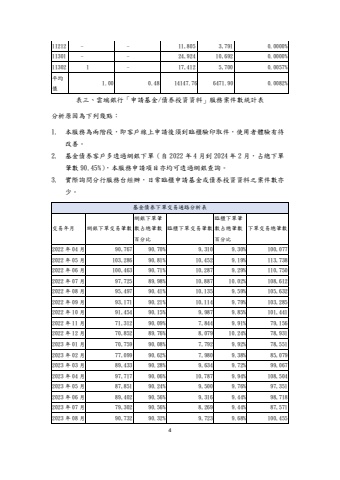 11212 - - 11,805 3,791 0.0000%
11301 - - 24,924 10,692 0.0000%
11302 1 - 17,412 5,700 0.0057%
平均值 1.00 0.40 14147.76 6471.90 0.0082%
表三、雲端銀行「申請基金/債券投資資料」服務案件數統計表
分析原因為下列幾點:
1. 本服務為兩階段,即客戶線上申請後須到臨櫃驗印取件,使用者體驗有待
改善。
2. 基金債券客戶多透過網銀下單(自 2022 年 4 月到 2024 年 2 月,占總下單
筆數 90.45%),本服務申請項目亦均可透過網銀查詢。
3. 實際訪問分行服務台經辦,日常臨櫃申請基金或債券投資資料之案件數亦
少。
基金債券下單交易通路分析表
交易年月 網銀下單交易筆數 網銀下單筆數占總筆數百分比 臨櫃下單交易筆數 臨櫃下單筆數占總筆數百分比 下單交易總筆數
2022 年 04 月 90,767 90.70% 9,310 9.30% 100,077
2022 年 05 月 103,286 90.81% 10,452 9.19% 113,738
2022 年 06 月 100,463 90.71% 10,287 9.29% 110,750
2022 年 07 月 97,725 89.98% 10,887 10.02% 108,612
2022 年 08 月 95,497 90.41% 10,135 9.59% 105,632
2022 年 09 月 93,171 90.21% 10,114 9.79% 103,285
2022 年 10 月 91,454 90.15% 9,987 9.85% 101,441
2022 年 11 月 71,312 90.09% 7,844 9.91% 79,156
2022 年 12 月 70,852 89.76% 8,079 10.24% 78,931
2023 年 01 月 70,759 90.08% 7,792 9.92% 78,551
2023 年 02 月 77,099 90.62% 7,980 9.38% 85,079
2023 年 03 月 89,433 90.28% 9,634 9.72% 99,067
2023 年 04 月 97,717 90.06% 10,787 9.94% 108,504
2023 年 05 月 87,851 90.24% 9,500 9.76% 97,351
2023 年 06 月 89,402 90.56% 9,316 9.44% 98,718
2023 年 07 月 79,302 90.56% 8,269 9.44% 87,571
2023 年 08 月 90,732 90.32% 9,723 9.68% 100,455
4